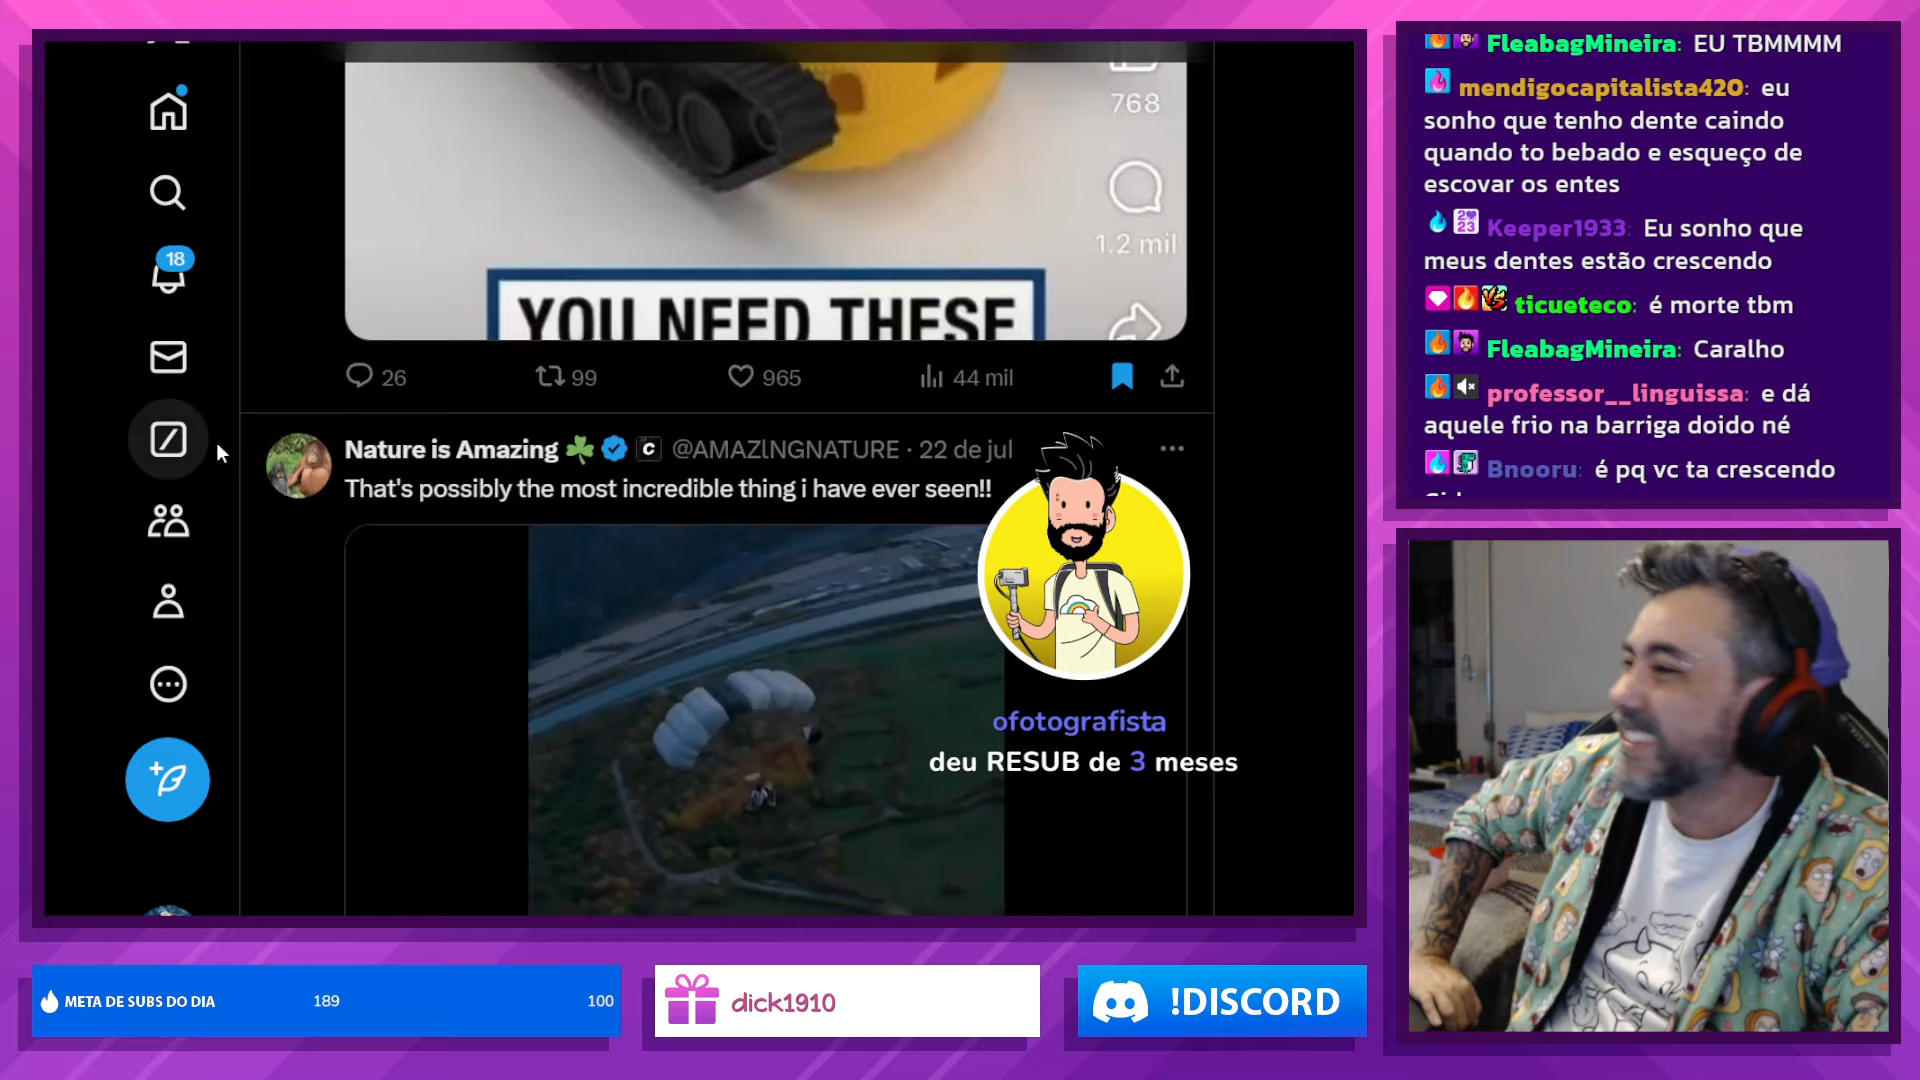 768
1.2 mil
YOU NEED THESE
26
99
965
44 mil
18
Nature is Amazing ☘️ @AMAZlNGNATURE · 22 de jul
That's possibly the most incredible thing i have ever seen!!
ofotografista
deu RESUB de 3 meses
META DE SUBS DO DIA 189 100
dick1910
!DISCORD
FleabagMineira: EU TBMMMM
mendigocapitalista420: eu
sonho que tenho dente caindo
quando to bebado e esqueço de
escovar os entes
Keeper1933: Eu sonho que
meus dentes estão crescendo
ticueteco: é morte tbm
FleabagMineira: Caralho
professor__linguissa: e dá
aquele frio na barriga doido né
Bnooru: é pq vc ta crescendo